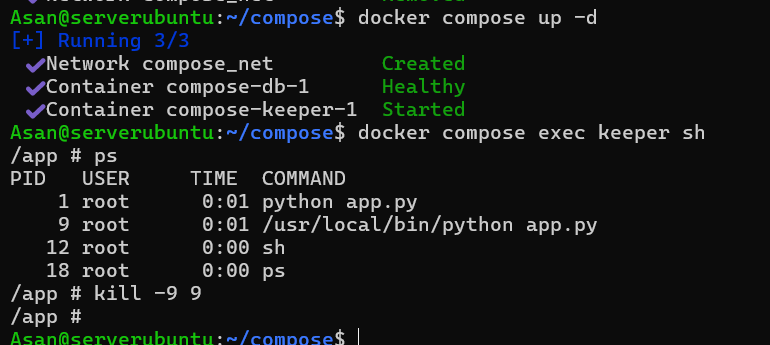 Asan@serverubuntu:~/compose$ docker compose up -d
[+] Running 3/3
✔Network compose_net Created
✔Container compose-db-1 Healthy
✔Container compose-keeper-1 Started
Asan@serverubuntu:~/compose$ docker compose exec keeper sh
/app # ps
PID USER TIME COMMAND
1 root 0:01 python app.py
9 root 0:01 /usr/local/bin/python app.py
12 root 0:00 sh
18 root 0:00 ps
/app # kill -9 9
/app #
Asan@serverubuntu:~/compose$